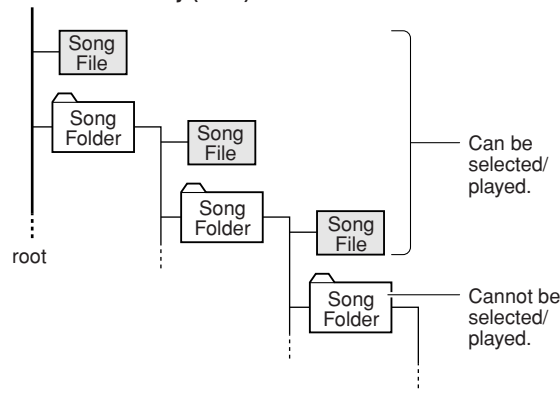 Song
File
Song
Folder
Song
File
Can be
selected/
played.
Song
Folder
Song
File
root
Song
Folder
Cannot be
selected/
played.